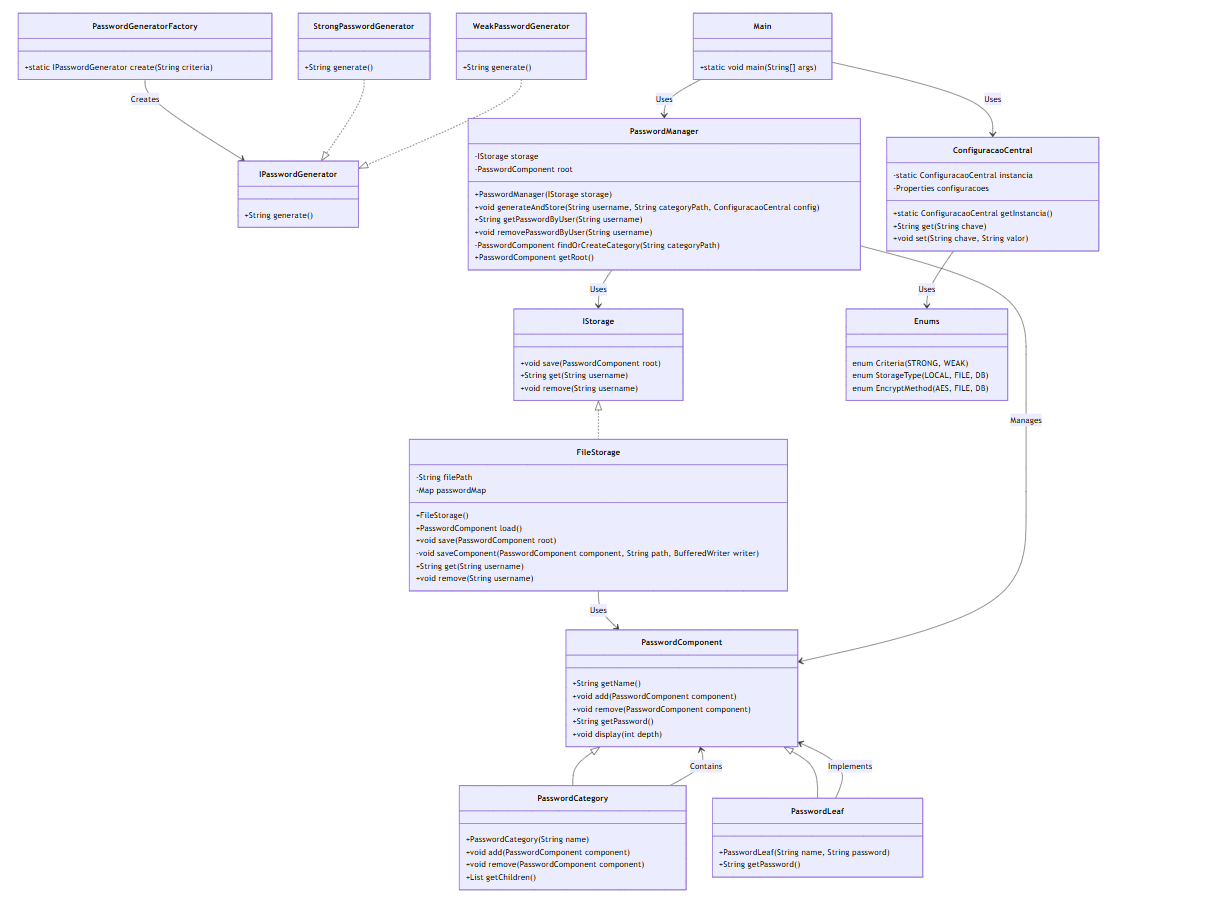 PasswordGeneratorFactory
+static IPasswordGenerator create(String criteria)
StrongPasswordGenerator
+String generate()
WeakPasswordGenerator
+String generate()
Main
+static void main(String[] args)
Creates
Uses
Uses
IPasswordGenerator
+String generate()
PasswordManager
-IStorage storage
-PasswordComponent root
+PasswordManager(IStorage storage)
+void generateAndStore(String username, String categoryPath, ConfiguracaoCentral config)
+String getPasswordByUser(String username)
+void removePasswordByUser(String username)
-PasswordComponent findOrCreateCategory(String categoryPath)
+PasswordComponent getRoot()
ConfiguracaoCentral
-static ConfiguracaoCentral instancia
-Properties configuracoes
+static ConfiguracaoCentral getInstancia()
+String get(String chave)
+void set(String chave, String valor)
Uses
Uses
IStorage
+void save(PasswordComponent root)
+String get(String username)
+void remove(String username)
Enums
enum Criteria(STRONG, WEAK)
enum StorageType(LOCAL, FILE, DB)
enum EncryptMethod(AES, FILE, DB)
Manages
FileStorage
-String filePath
-Map passwordMap
+FileStorage()
+PasswordComponent load()
+void save(PasswordComponent root)
-void saveComponent(PasswordComponent component, String path, BufferedWriter writer)
+String get(String username)
+void remove(String username)
Uses
PasswordComponent
+String getName()
+void add(PasswordComponent component)
+void remove(PasswordComponent component)
+String getPassword()
+void display(int depth)
Contains
Implements
PasswordCategory
+PasswordCategory(String name)
+void add(PasswordComponent component)
+void remove(PasswordComponent component)
+List getChildren()
PasswordLeaf
+PasswordLeaf(String name, String password)
+String getPassword()